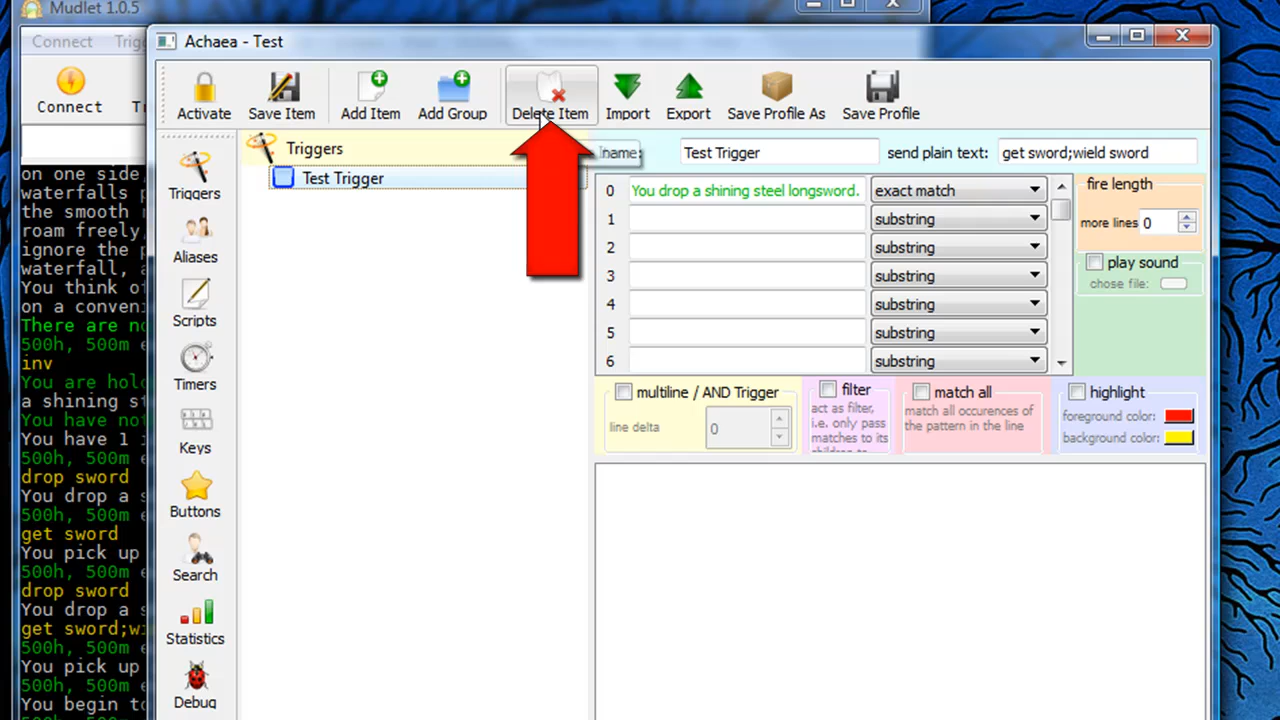 Mudlet 1.0.5
Connect Trig
Achaea - Test
Connect T
Activate Save Item Add Item Add Group Delete Item Import Export Save Profile As Save Profile
Triggers
Test Trigger
name: Test Trigger send plain text: get sword;wield sword
0 You drop a shining steel longsword. exact match
1 substring
2 substring
3 substring
4 substring
5 substring
6 substring
fire length
more lines 0
play sound
chose file:
multiline / AND Trigger
line delta 0
filter
act as filter,
i.e. only pass
matches to its
children to
match all
match all occurences of
the pattern in the line
highlight
foreground color:
background color:
Triggers
Aliases
Scripts
Timers
Keys
Buttons
Search
Statistics
Debug
on one side,
waterfalls p
the smooth
roam freely,
ignore the p
waterfall, a
You think of
on a conveni
There are no
500h, 500m e
inv
You are hol
a shining st
You have not
You have 1 i
500h, 500m e
drop sword
You drop a s
500h, 500m e
get sword
You pick up
500h, 500m e
drop sword
You drop a s
get sword;wi
500h, 500m e
You pick up
500h, 500m e
You begin to